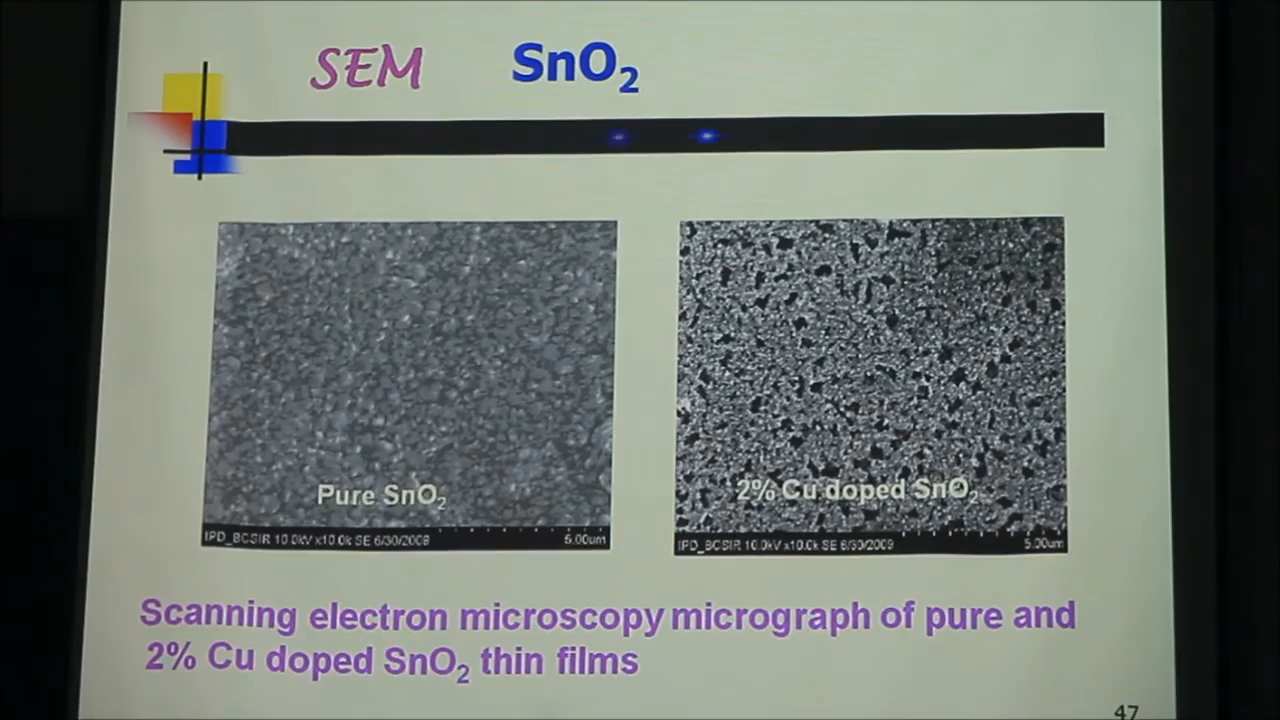 SEM SnO₂
Pure SnO₂
IPD_BCSIR 10.0kV x10.0k SE 6/30/2009 5.00um
2% Cu doped SnO₂
IPD_BCSIR 10.0kV x10.0k SE 6/30/2009 5.00um
Scanning electron microscopy micrograph of pure and
2% Cu doped SnO₂ thin films
47